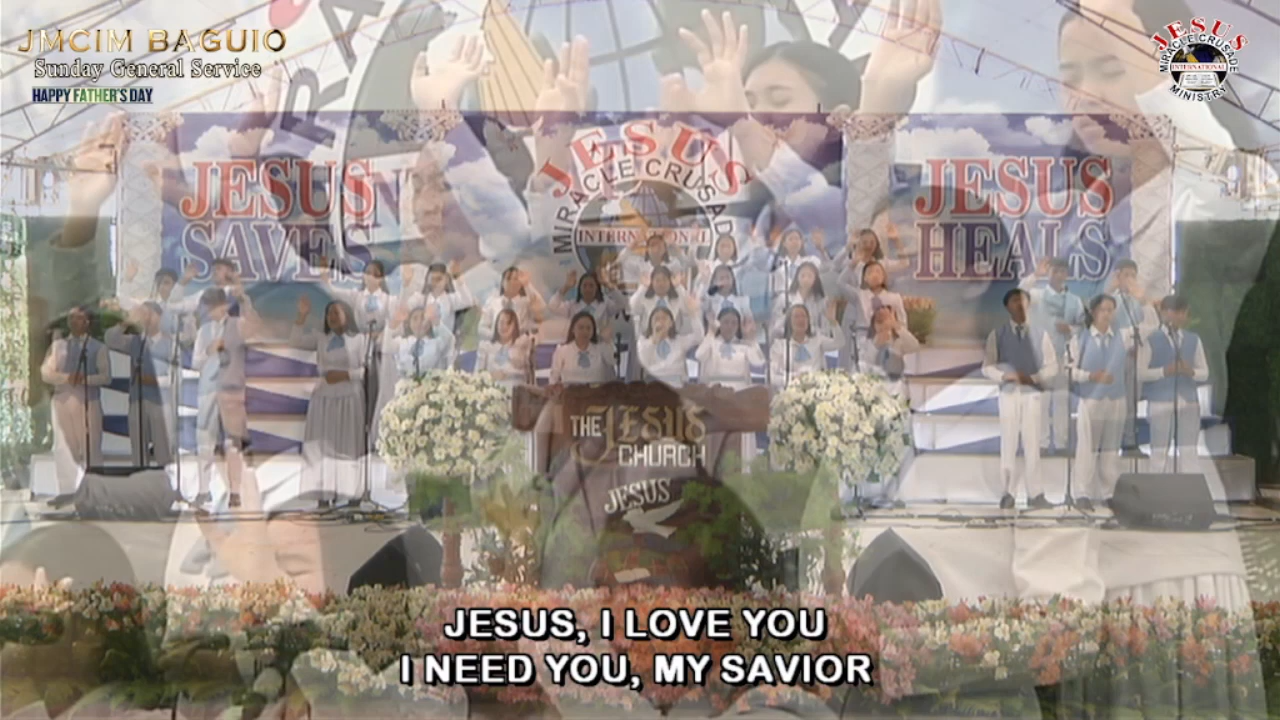 JMCIM BAGUIO
Sunday General Service
HAPPY FATHER'S DAY
JESUS
MIRACLE CRUSADE
INTERNATIONAL
MINISTRY
JESUS
SAVES
JESUS
MIRACLE CRUSAD
INTERNATIONAL
JESUS
HEALS
THE JESUS
CHURCH
JESUS
JESUS, I LOVE YOU
I NEED YOU, MY SAVIOR